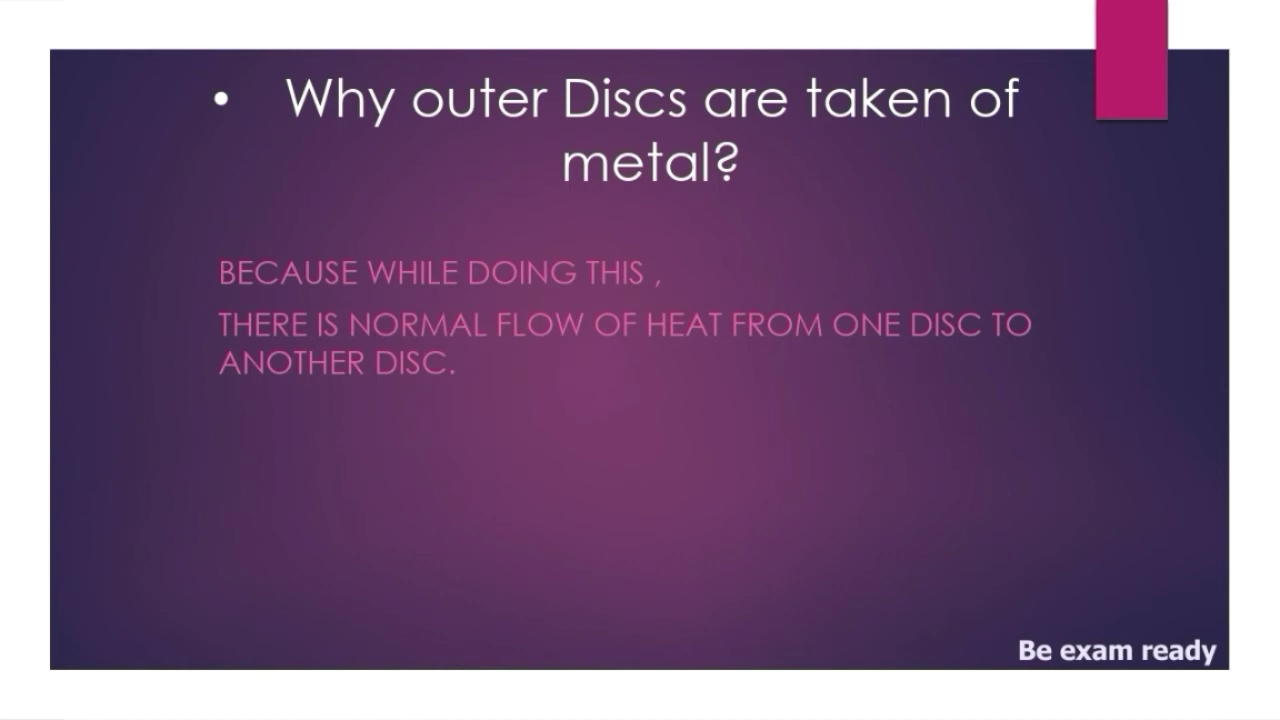 • Why outer Discs are taken of
metal?
BECAUSE WHILE DOING THIS ,
THERE IS NORMAL FLOW OF HEAT FROM ONE DISC TO
ANOTHER DISC.
Be exam ready